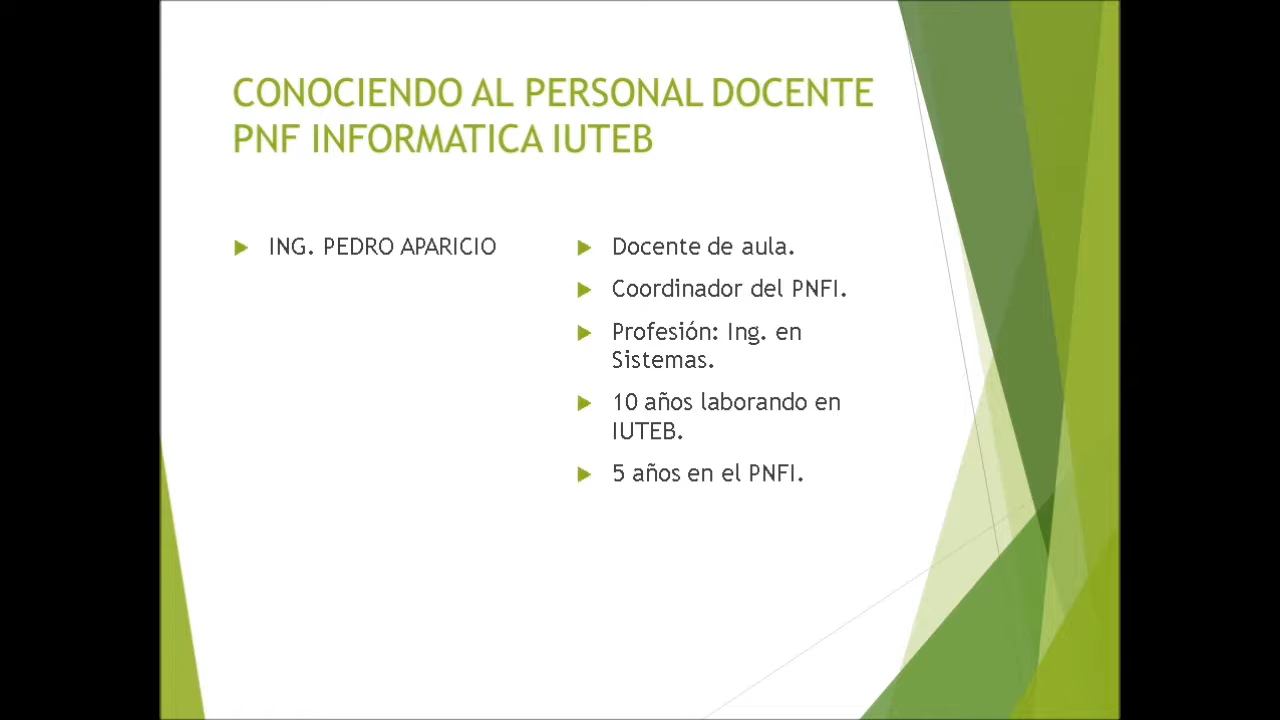 CONOCIENDO AL PERSONAL DOCENTE
PNF INFORMATICA IUTEB
ING. PEDRO APARICIO
Docente de aula.
Coordinador del PNFI.
Profesión: Ing. en
Sistemas.
10 años laborando en
IUTEB.
5 años en el PNFI.